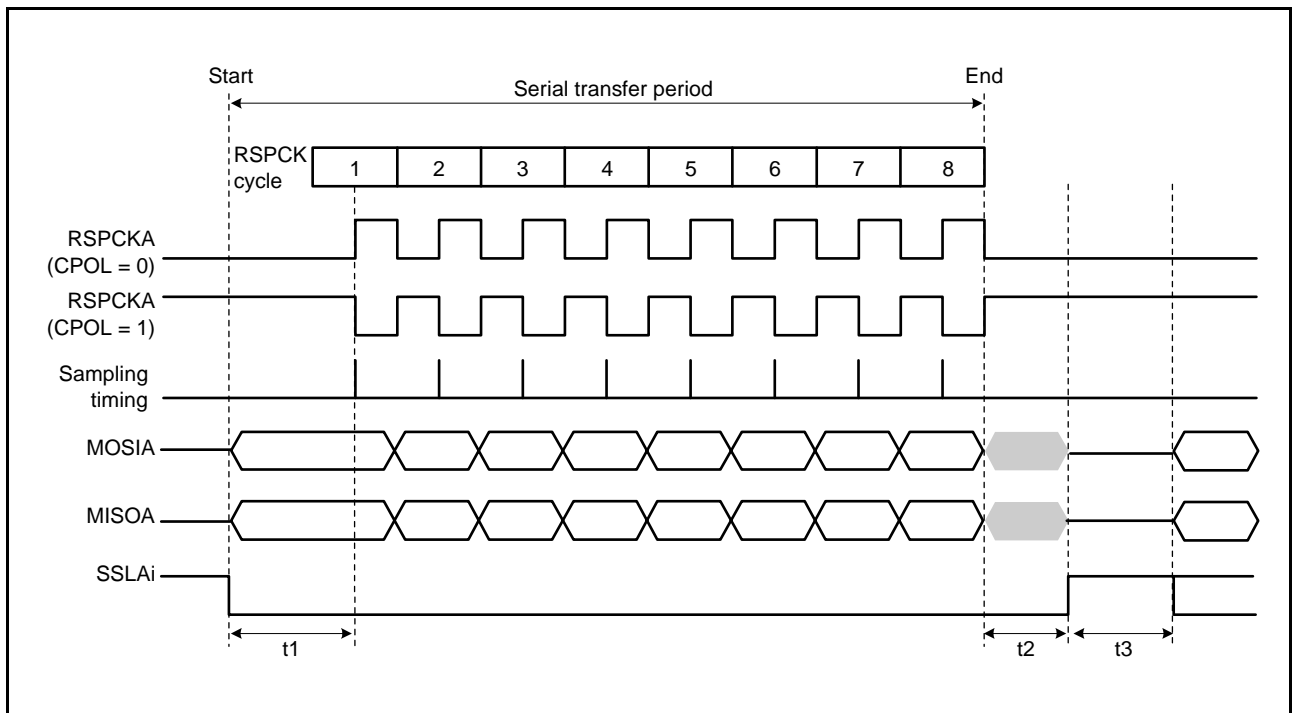 Start
End
Serial transfer period
RSPCK
cycle
1 2 3 4 5 6 7 8
RSPCKA
(CPOL = 0)
RSPCKA
(CPOL = 1)
Sampling
timing
MOSIA
MISOA
SSLAi
t1
t2
t3